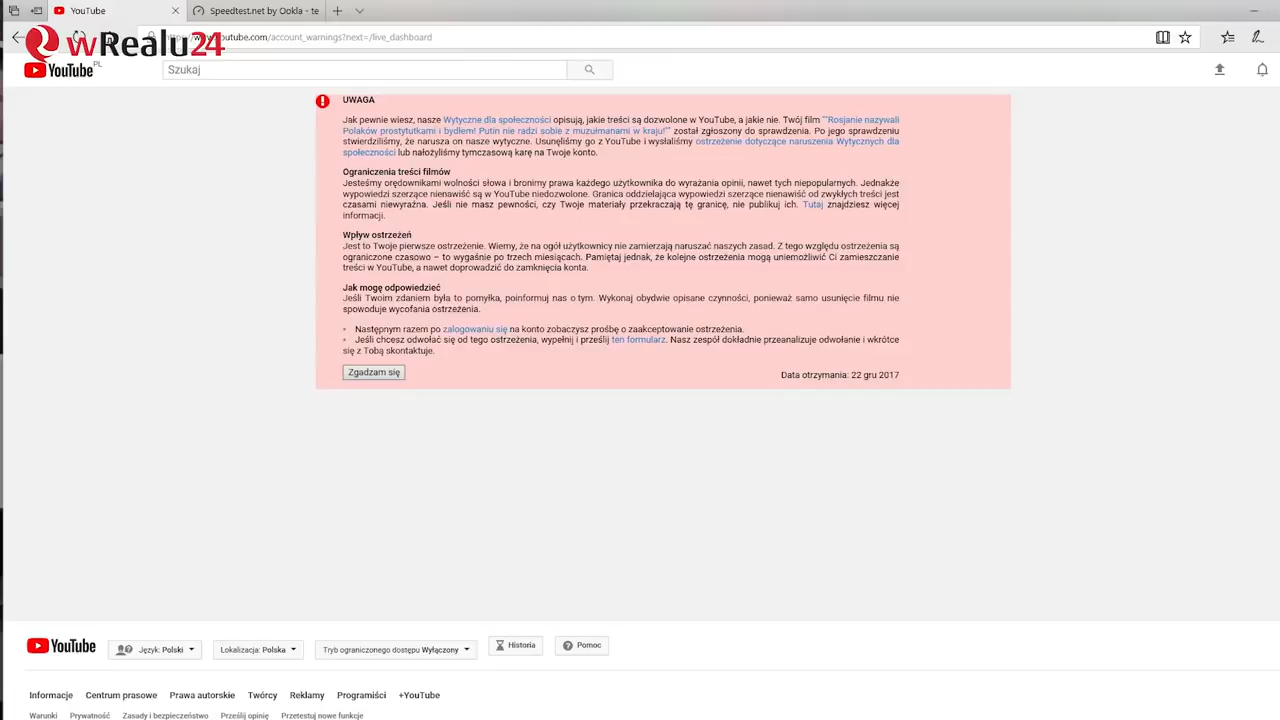 YouTube
Speedtest.net by Ookla - te
wRealu24
youtube.com/account_warnings?next=/live_dashboard
YouTube PL
Szukaj
UWAGA
Jak pewnie wiesz, nasze Wytyczne dla społeczności opisują, jakie treści są dozwolone w YouTube, a jakie nie. Twój film ""Rosjanie nazywali
Polaków prostytutkami i bydłem! Putin nie radzi sobie z muzułmanami w kraju!"" został zgłoszony do sprawdzenia. Po jego sprawdzeniu
stwierdziliśmy, że narusza on nasze wytyczne. Usunęliśmy go z YouTube i wysłaliśmy ostrzeżenie dotyczące naruszenia Wytycznych dla
społeczności lub nałożyliśmy tymczasową karę na Twoje konto.
Ograniczenia treści filmów
Jesteśmy orędownikami wolności słowa i bronimy prawa każdego użytkownika do wyrażania opinii, nawet tych niepopularnych. Jednakże
wypowiedzi szerzące nienawiść są w YouTube niedozwolone. Granica oddzielająca wypowiedzi szerzące nienawiść od zwykłych treści jest
czasami niewyraźna. Jeśli nie masz pewności, czy Twoje materiały przekraczają tę granicę, nie publikuj ich. Tutaj znajdziesz więcej
informacji.
Wpływ ostrzeżeń
Jest to Twoje pierwsze ostrzeżenie. Wiemy, że na ogół użytkownicy nie zamierzają naruszać naszych zasad. Z tego względu ostrzeżenia są
ograniczone czasowo – to wygaśnie po trzech miesiącach. Pamiętaj jednak, że kolejne ostrzeżenia mogą uniemożliwić Ci zamieszczanie
treści w YouTube, a nawet doprowadzić do zamknięcia konta.
Jak mogę odpowiedzieć
Jeśli Twoim zdaniem była to pomyłka, poinformuj nas o tym. Wykonaj obydwie opisane czynności, ponieważ samo usunięcie filmu nie
spowoduje wycofania ostrzeżenia.
Następnym razem po zalogowaniu się na konto zobaczysz prośbę o zaakceptowanie ostrzeżenia.
Jeśli chcesz odwołać się od tego ostrzeżenia, wypełnij i prześlij ten formularz. Nasz zespół dokładnie przeanalizuje odwołanie i wkrótce
się z Tobą skontaktuje.
Zgadzam się
Data otrzymania: 22 gru 2017
YouTube Język: Polski Lokalizacja: Polska Tryb ograniczonego dostępu Wyłączony Historia Pomoc
Informacje Centrum prasowe Prawa autorskie Twórcy Reklamy Programiści +YouTube
Warunki Prywatność Zasady i bezpieczeństwo Prześlij opinię Przetestuj nowe funkcje